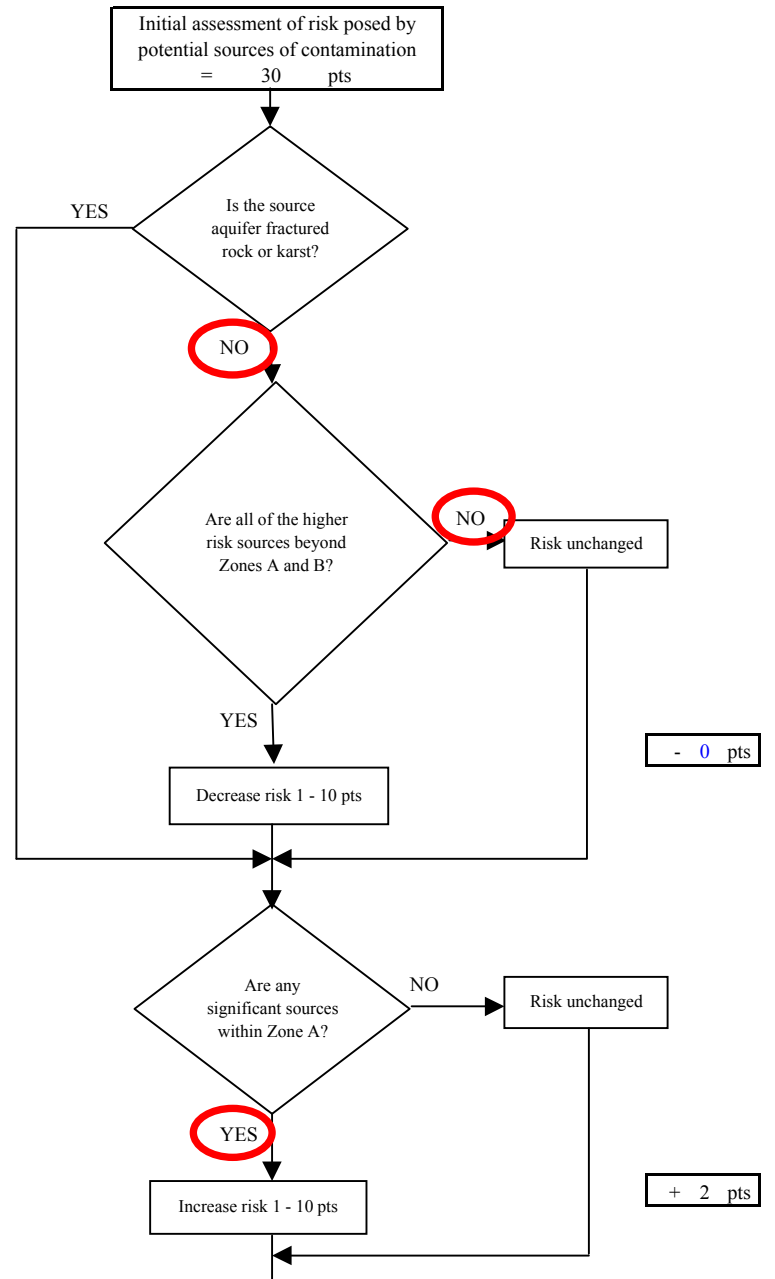 Initial assessment of risk posed by
potential sources of contamination
= 30 pts
YES
Is the source
aquifer fractured
rock or karst?
NO
Are all of the higher
risk sources beyond
Zones A and B?
NO
Risk unchanged
YES
- 0 pts
Decrease risk 1 - 10 pts
Are any
significant sources
within Zone A?
NO
Risk unchanged
YES
Increase risk 1 - 10 pts
+ 2 pts